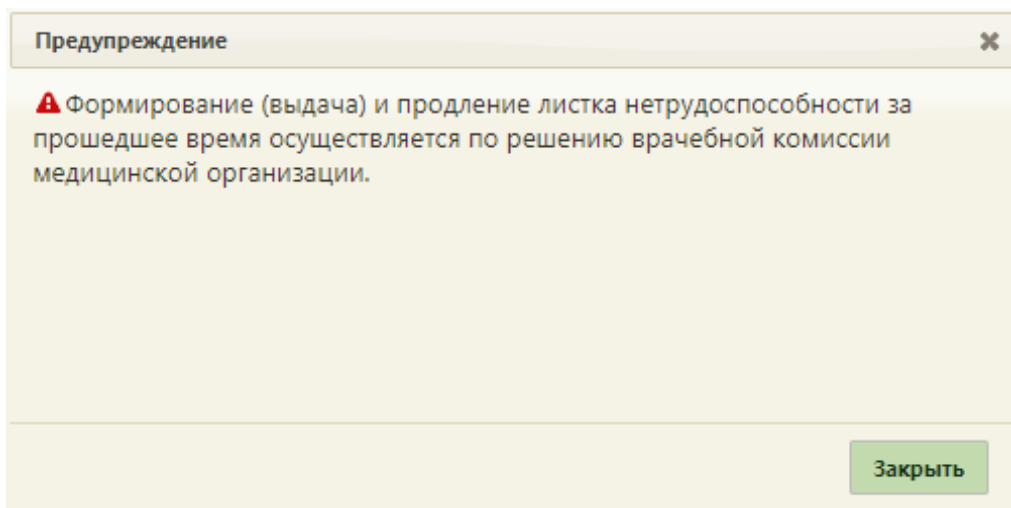 Предупреждение
Формирование (выдача) и продление листка нетрудоспособности за
прошедшее время осуществляется по решению врачебной комиссии
медицинской организации.
Закрыть